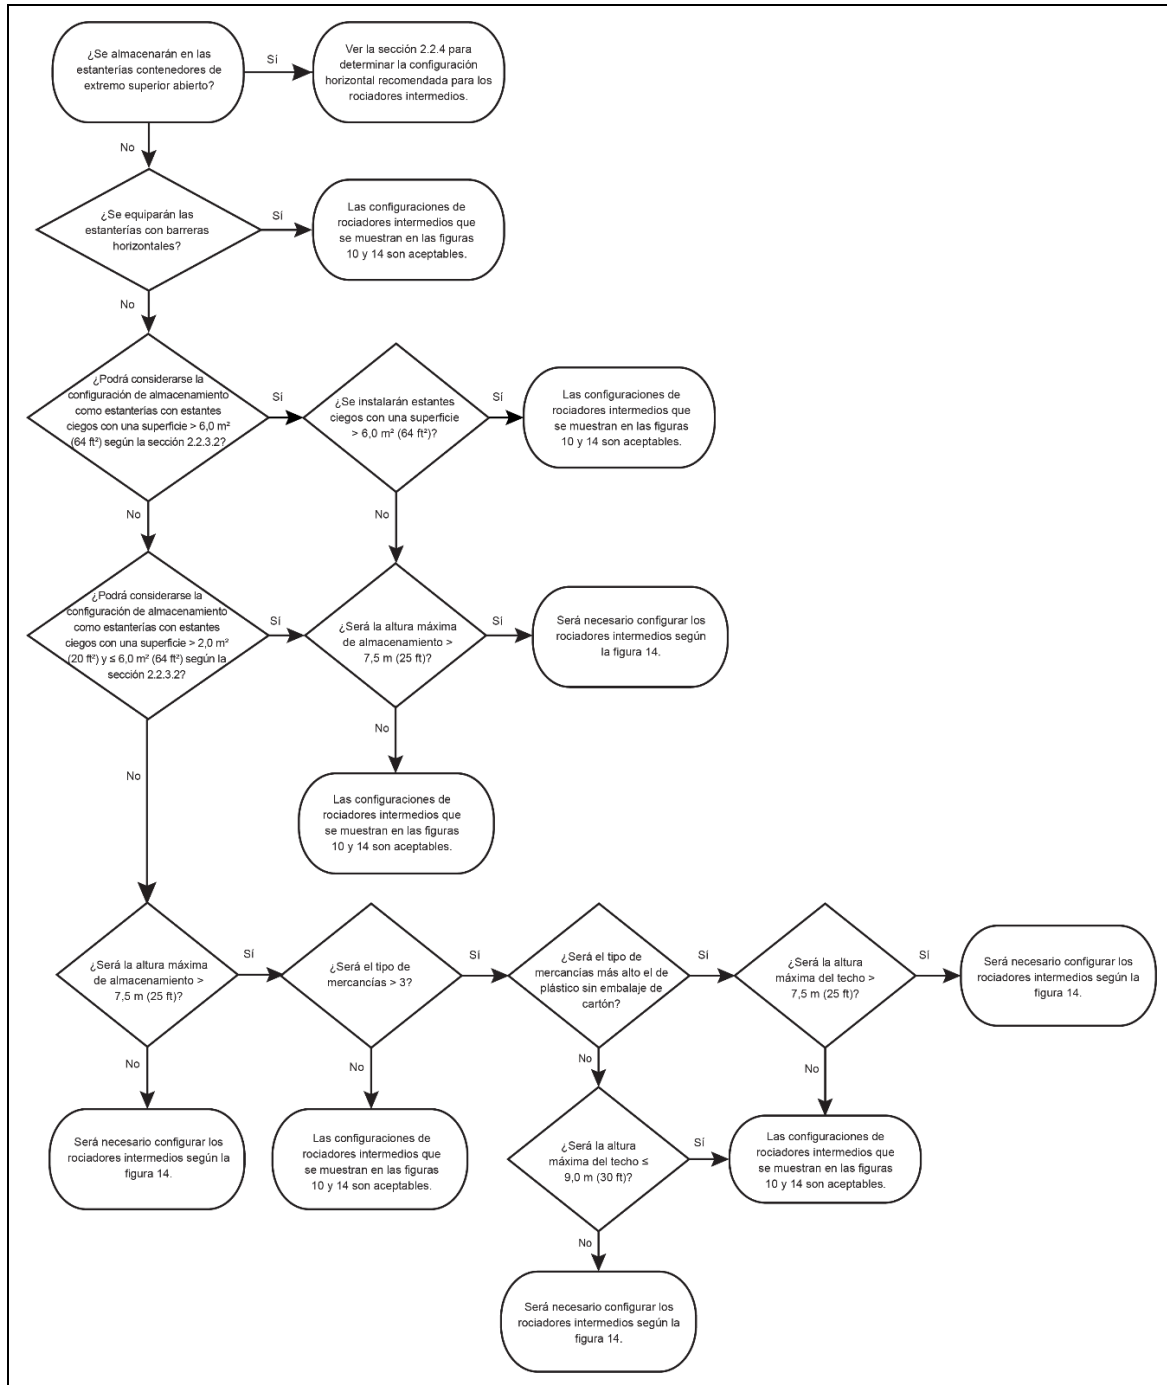 ¿Se almacenarán en las
estanterías contenedores de
extremo superior abierto?
Sí
Ver la sección 2.2.4 para
determinar la configuración
horizontal recomendada para los
rociadores intermedios.
No
¿Se equiparán las
estanterías con barreras
horizontales?
Sí
Las configuraciones de
rociadores intermedios que
se muestran en las figuras
10 y 14 son aceptables.
No
¿Podrá considerarse la
configuración de almacenamiento
como estanterías con estantes
ciegos con una superficie > 6,0 m²
(64 ft²) según la sección 2.2.3.2?
Sí
¿Se instalarán estantes
ciegos con una superficie
> 6,0 m² (64 ft²)?
Sí
Las configuraciones de
rociadores intermedios que
se muestran en las figuras
10 y 14 son aceptables.
No
No
¿Podrá considerarse la
configuración de almacenamiento
como estanterías con estantes
ciegos con una superficie > 2,0 m²
(20 ft²) y ≤ 6,0 m² (64 ft²) según la
sección 2.2.3.2?
Sí
¿Será la altura máxima
de almacenamiento >
7,5 m (25 ft)?
Sí
Será necesario configurar los
rociadores intermedios según
la figura 14.
No
No
Las configuraciones de
rociadores intermedios que
se muestran en las figuras
10 y 14 son aceptables.
¿Será la altura máxima
de almacenamiento >
7,5 m (25 ft)?
Sí
¿Será el tipo de
mercancías > 3?
Sí
¿Será el tipo de
mercancías más alto el de
plástico sin embalaje de
cartón?
Sí
¿Será la altura
máxima del techo >
7,5 m (25 ft)?
Sí
Será necesario configurar los
rociadores intermedios según la
figura 14.
No
No
No
No
Será necesario configurar los
rociadores intermedios según la
figura 14.
Las configuraciones de
rociadores intermedios que
se muestran en las figuras
10 y 14 son aceptables.
¿Será la altura
máxima del techo ≤
9,0 m (30 ft)?
Sí
Las configuraciones de
rociadores intermedios que
se muestran en las figuras
10 y 14 son aceptables.
No
Será necesario configurar los
rociadores intermedios según la
figura 14.